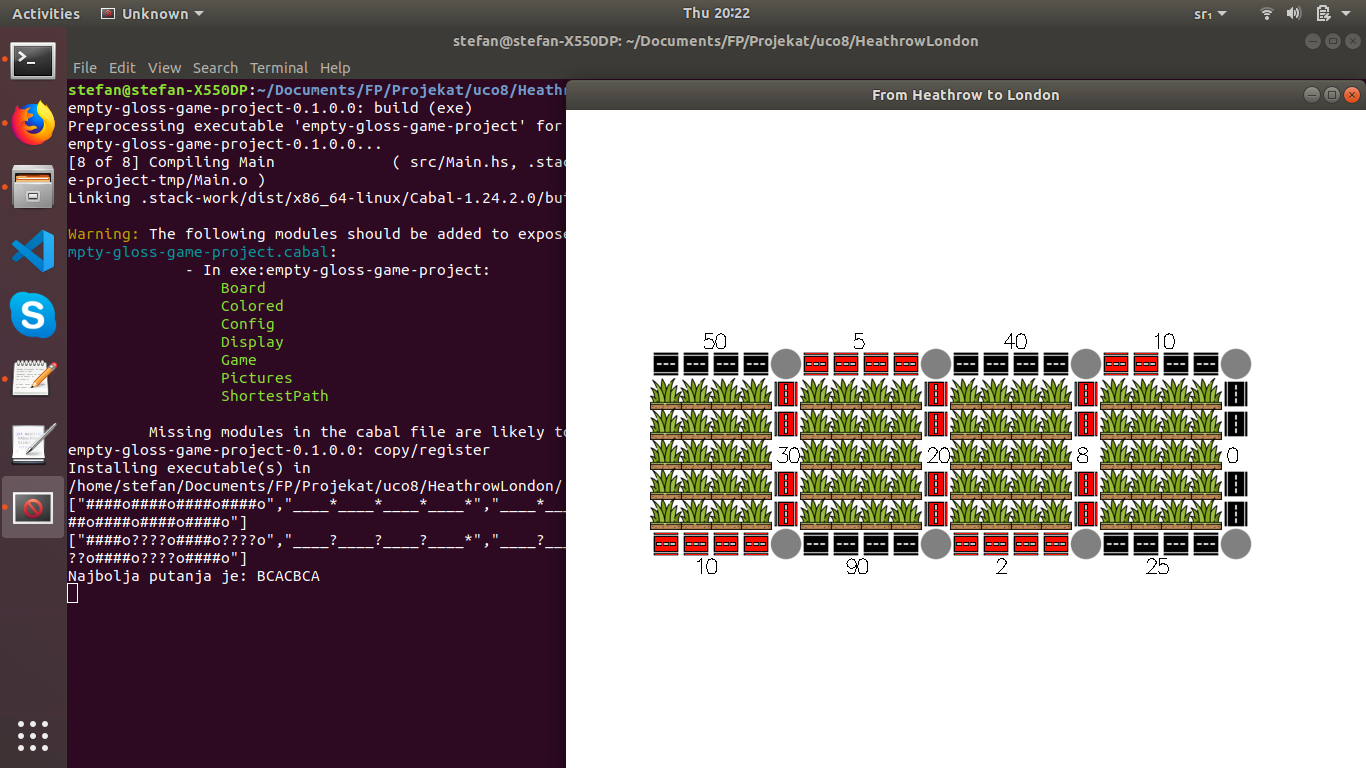 Activities Unknown Thu 20:22 sr₁
stefan@stefan-X550DP: ~/Documents/FP/Projekat/uco8/HeathrowLondon
File Edit View Search Terminal Help
stefan@stefan-X550DP:~/Documents/FP/Projekat/uco8/Heathr
empty-gloss-game-project-0.1.0.0: build (exe)
Preprocessing executable 'empty-gloss-game-project' for
empty-gloss-game-project-0.1.0.0...
[8 of 8] Compiling Main ( src/Main.hs, .stac
e-project-tmp/Main.o )
Linking .stack-work/dist/x86_64-linux/Cabal-1.24.2.0/bui
Warning: The following modules should be added to expose
mpty-gloss-game-project.cabal:
- In exe:empty-gloss-game-project:
Board
Colored
Config
Display
Game
Pictures
ShortestPath
Missing modules in the cabal file are likely to
empty-gloss-game-project-0.1.0.0: copy/register
Installing executable(s) in
/home/stefan/Documents/FP/Projekat/uco8/HeathrowLondon/
["####o####o####o####o","____*____*____*____*","____*___
##o####o####o####o"]
["####o????o####o????o","____?____?____?____*","____?___
??o####o????o####o"]
Najbolja putanja je: BCACBCA
From Heathrow to London
50 5 40 10
30 20 8 0
10 90 2 25